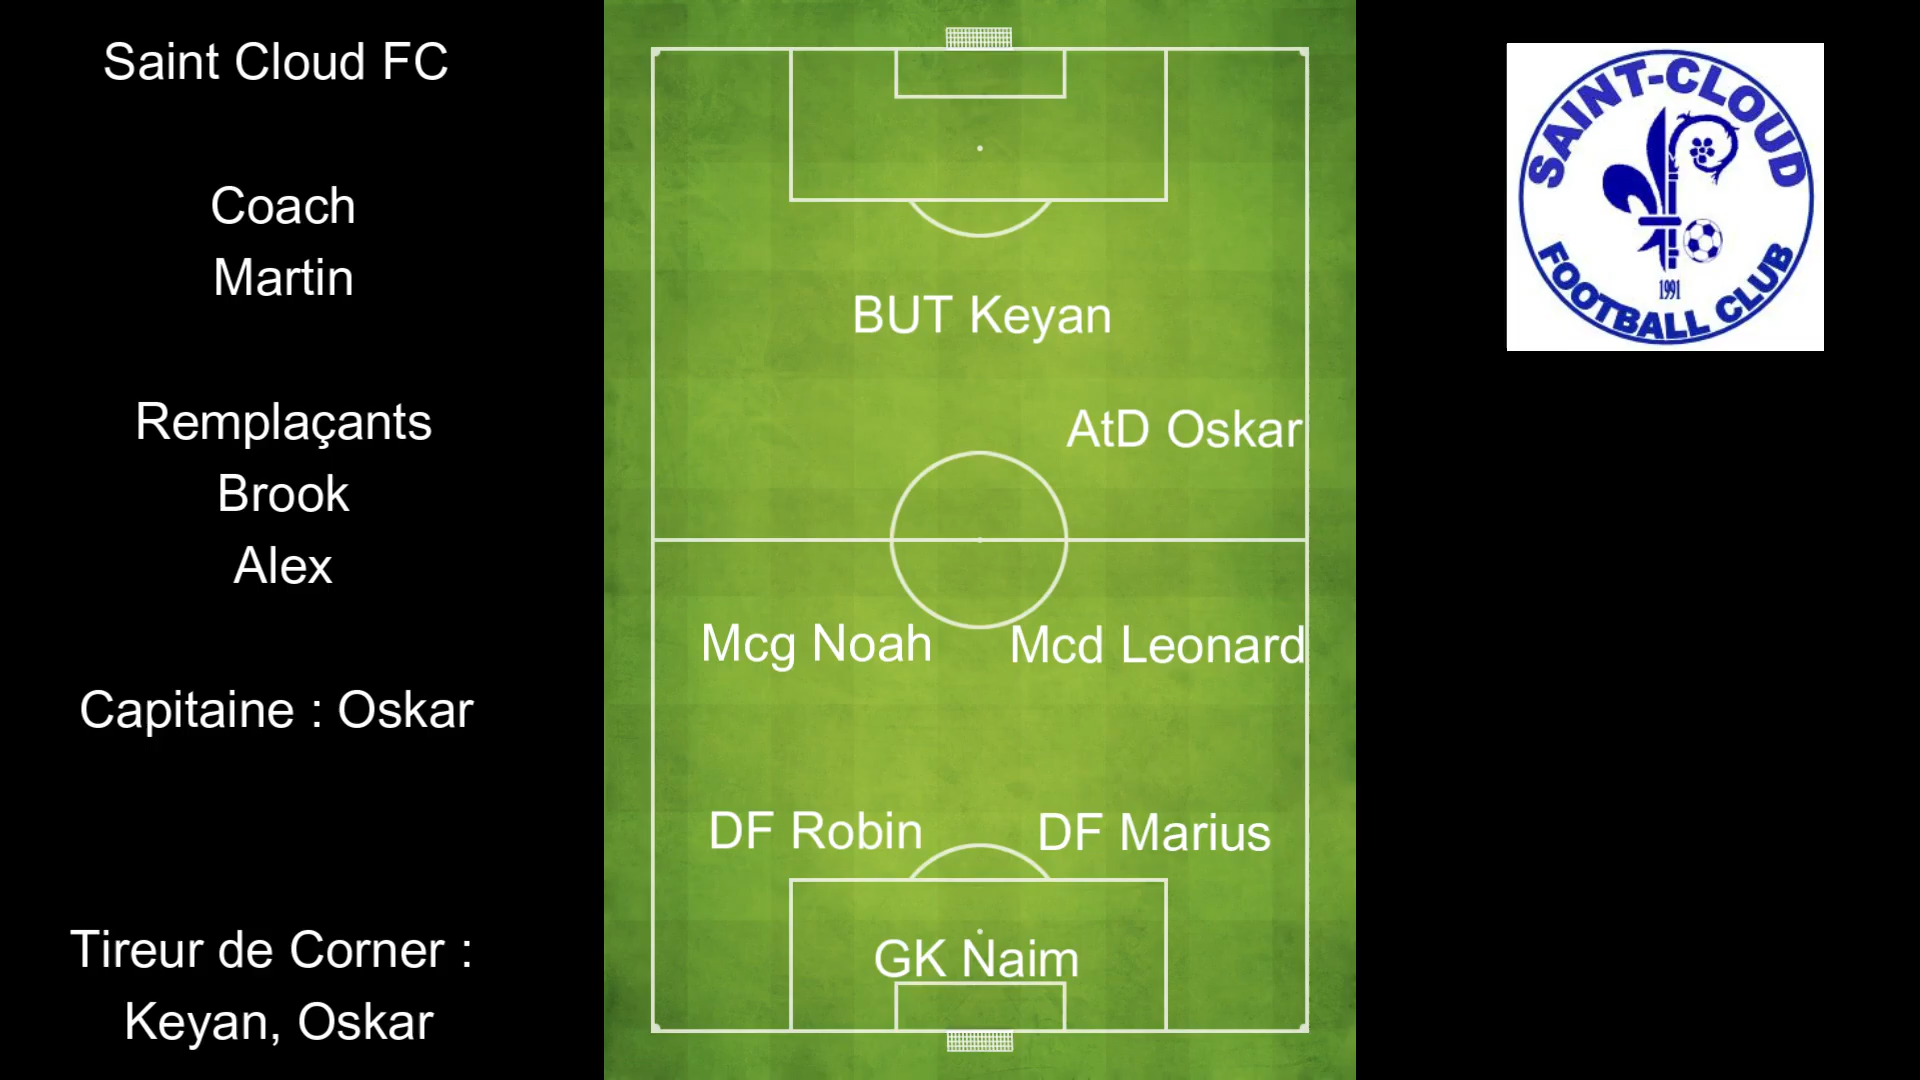 Saint Cloud FC
Coach
Martin
Remplaçants
Brook
Alex
Capitaine : Oskar
Tireur de Corner :
Keyan, Oskar
BUT Keyan
AtD Oskar
Mcg Noah
Mcd Leonard
DF Robin
DF Marius
GK Naim
SAINT-CLOUD
1991
FOOTBALL CLUB